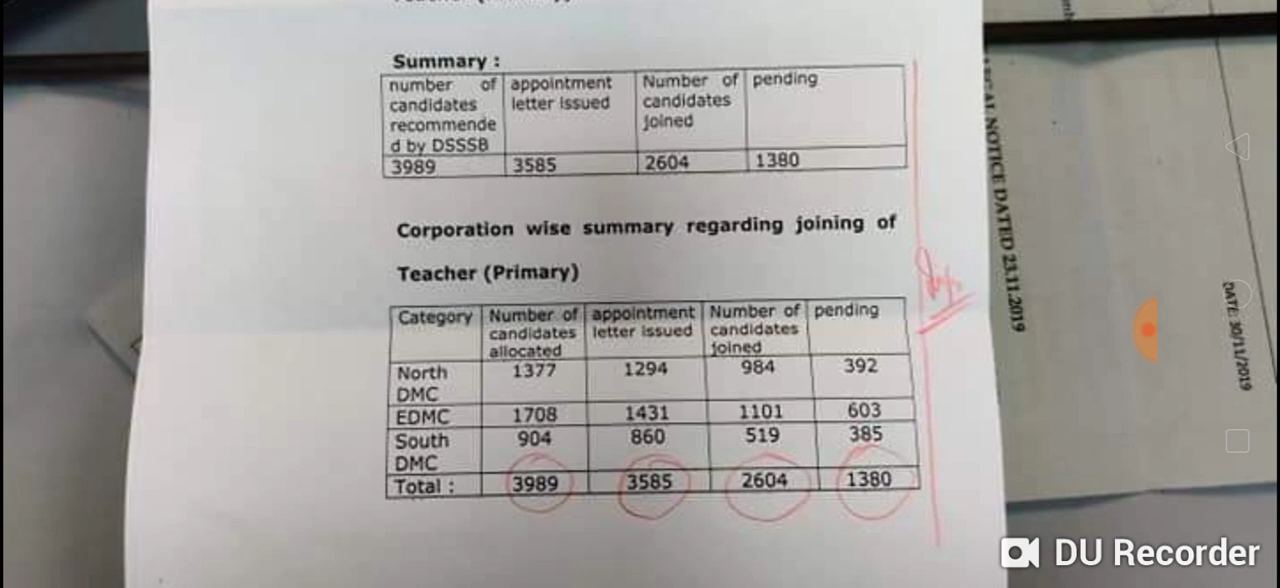 Summary :
number of appointment Number of pending
candidates letter issued candidates
recommende joined
d by DSSSB
3989 3585 2604 1380
Corporation wise summary regarding joining of
Teacher (Primary)
Category Number of appointment Number of pending
candidates letter issued candidates
allocated joined
North 1377 1294 984 392
DMC
EDMC 1708 1431 1101 603
South 904 860 519 385
DMC
Total : 3989 3585 2604 1380
NOTICE DATED 23.11.2019
DATE: 30/11/2019
DU Recorder